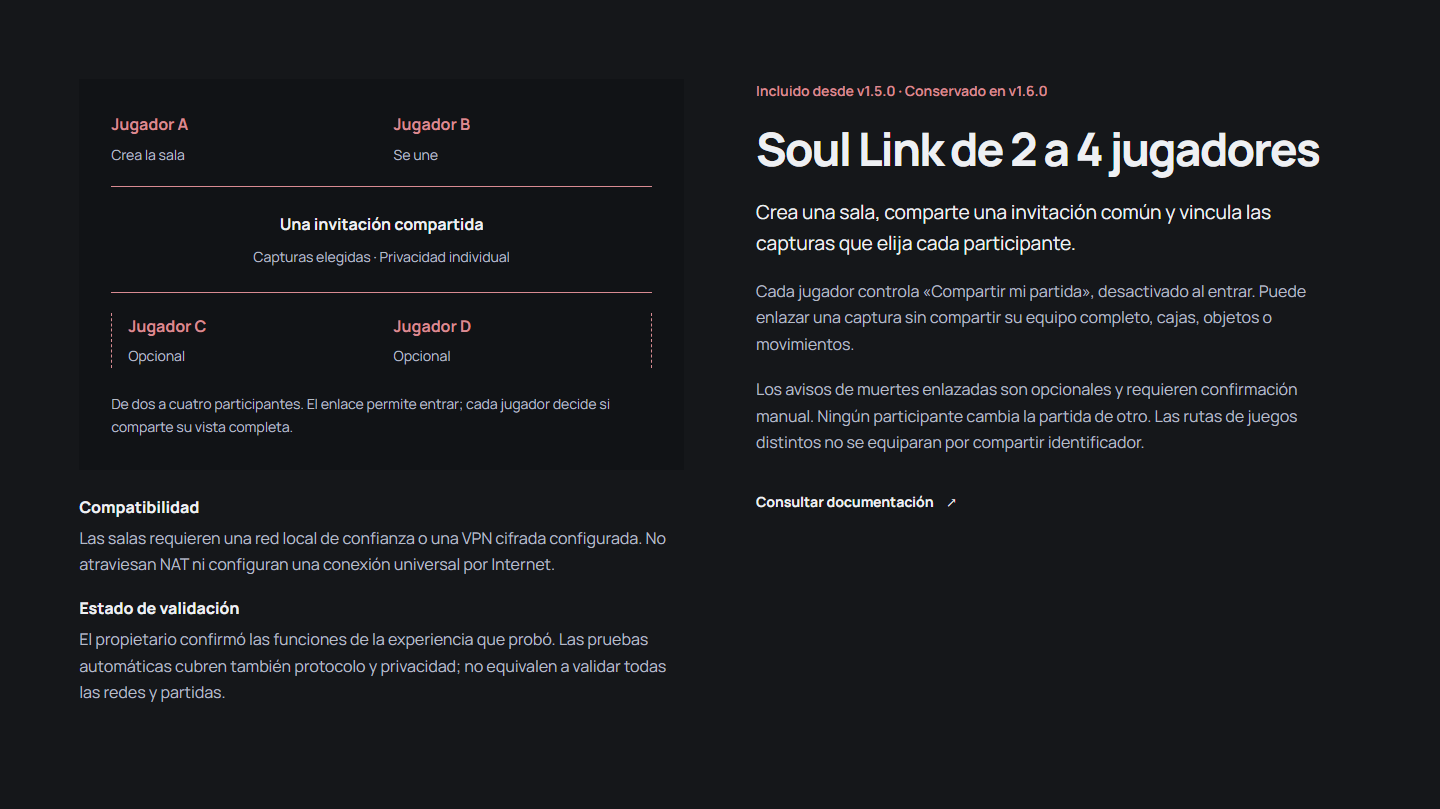 Jugador A
Crea la sala
Jugador B
Se une
Una invitación compartida
Capturas elegidas · Privacidad individual
Jugador C
Opcional
Jugador D
Opcional
De dos a cuatro participantes. El enlace permite entrar; cada jugador decide si
comparte su vista completa.
Compatibilidad
Las salas requieren una red local de confianza o una VPN cifrada configurada. No
atraviesan NAT ni configuran una conexión universal por Internet.
Estado de validación
El propietario confirmó las funciones de la experiencia que probó. Las pruebas
automáticas cubren también protocolo y privacidad; no equivalen a validar todas
las redes y partidas.
Incluido desde v1.5.0 · Conservado en v1.6.0
Soul Link de 2 a 4 jugadores
Crea una sala, comparte una invitación común y vincula las
capturas que elija cada participante.
Cada jugador controla «Compartir mi partida», desactivado al entrar. Puede
enlazar una captura sin compartir su equipo completo, cajas, objetos o
movimientos.
Los avisos de muertes enlazadas son opcionales y requieren confirmación
manual. Ningún participante cambia la partida de otro. Las rutas de juegos
distintos no se equiparan por compartir identificador.
Consultar documentación ↗